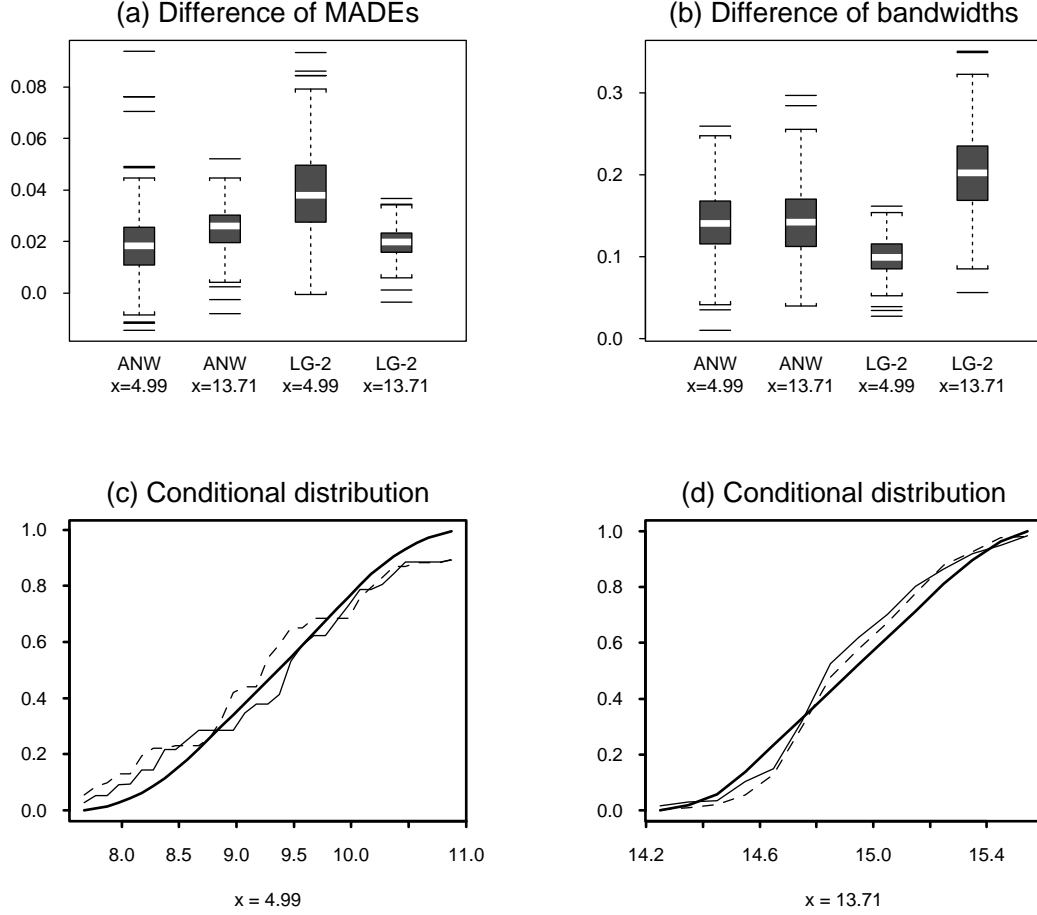 (a) Difference of MADEs
0.08
0.06
0.04
0.02
0.0
ANW ANW LG-2 LG-2
x=4.99 x=13.71 x=4.99 x=13.71
(b) Difference of bandwidths
0.3
0.2
0.1
0.0
ANW ANW LG-2 LG-2
x=4.99 x=13.71 x=4.99 x=13.71
(c) Conditional distribution
1.0
0.8
0.6
0.4
0.2
0.0
8.0 8.5 9.0 9.5 10.0 11.0
x = 4.99
(d) Conditional distribution
1.0
0.8
0.6
0.4
0.2
0.0
14.2 14.6 15.0 15.4
x = 13.71